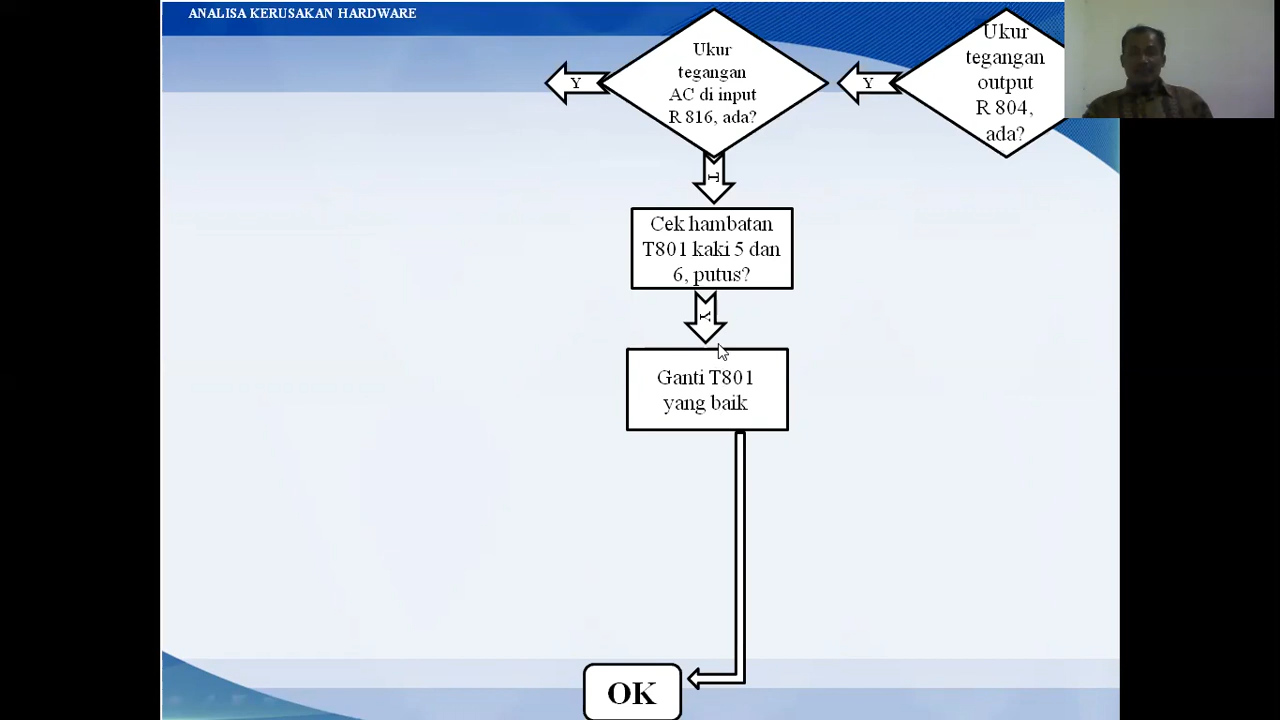 ANALISA KERUSAKAN HARDWARE
Ukur
tegangan
AC di input
R 816, ada?
Y
Ukur
tegangan
output
R 804,
ada?
Y
T
Cek hambatan
T801 kaki 5 dan
6, putus?
Y
Ganti T801
yang baik
OK